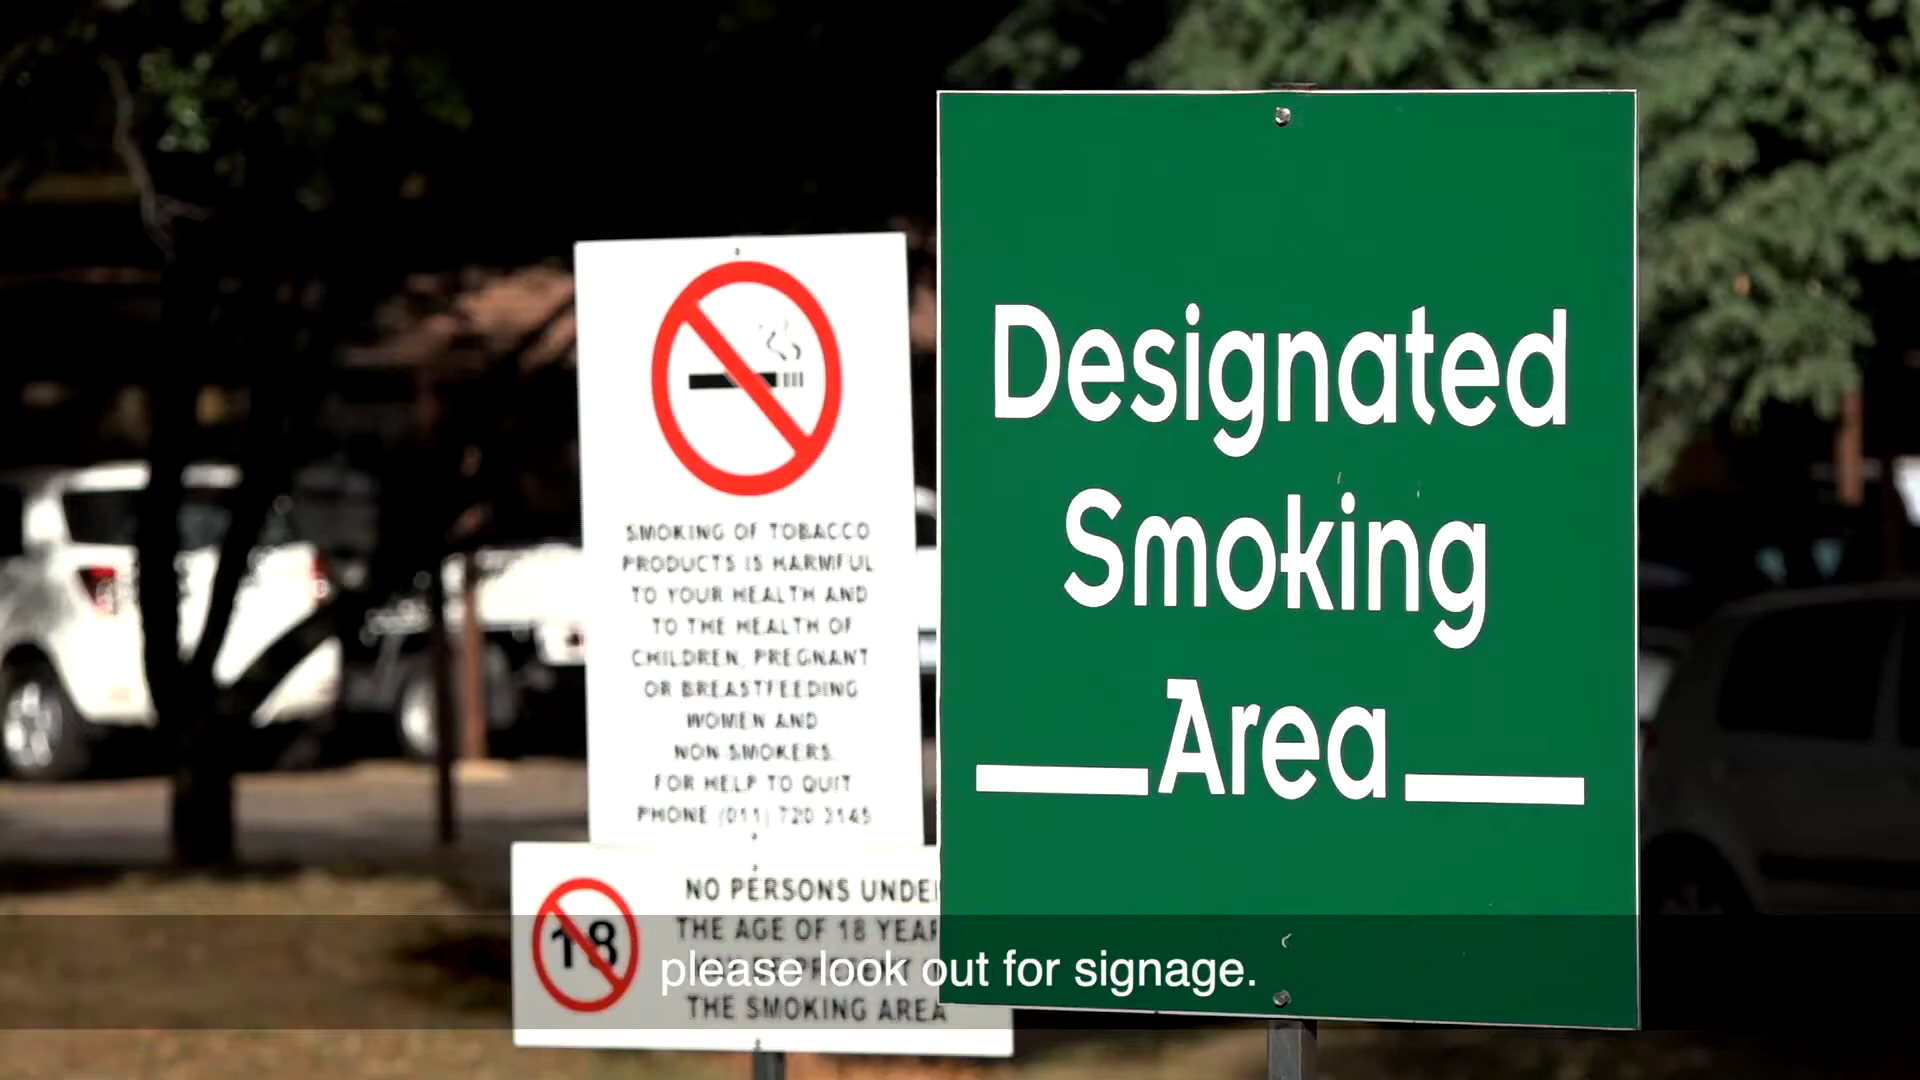 SMOKING OF TOBACCO
PRODUCTS IS HARMFUL
TO YOUR HEALTH AND
TO THE HEALTH OF
CHILDREN, PREGNANT
OR BREASTFEEDING
WOMEN AND
NON-SMOKERS.
FOR HELP TO QUIT
PHONE (011) 720 3145
18
NO PERSONS UNDE
THE AGE OF 18 YEAR
THE SMOKING AREA
Designated
Smoking
Area
please look out for signage.